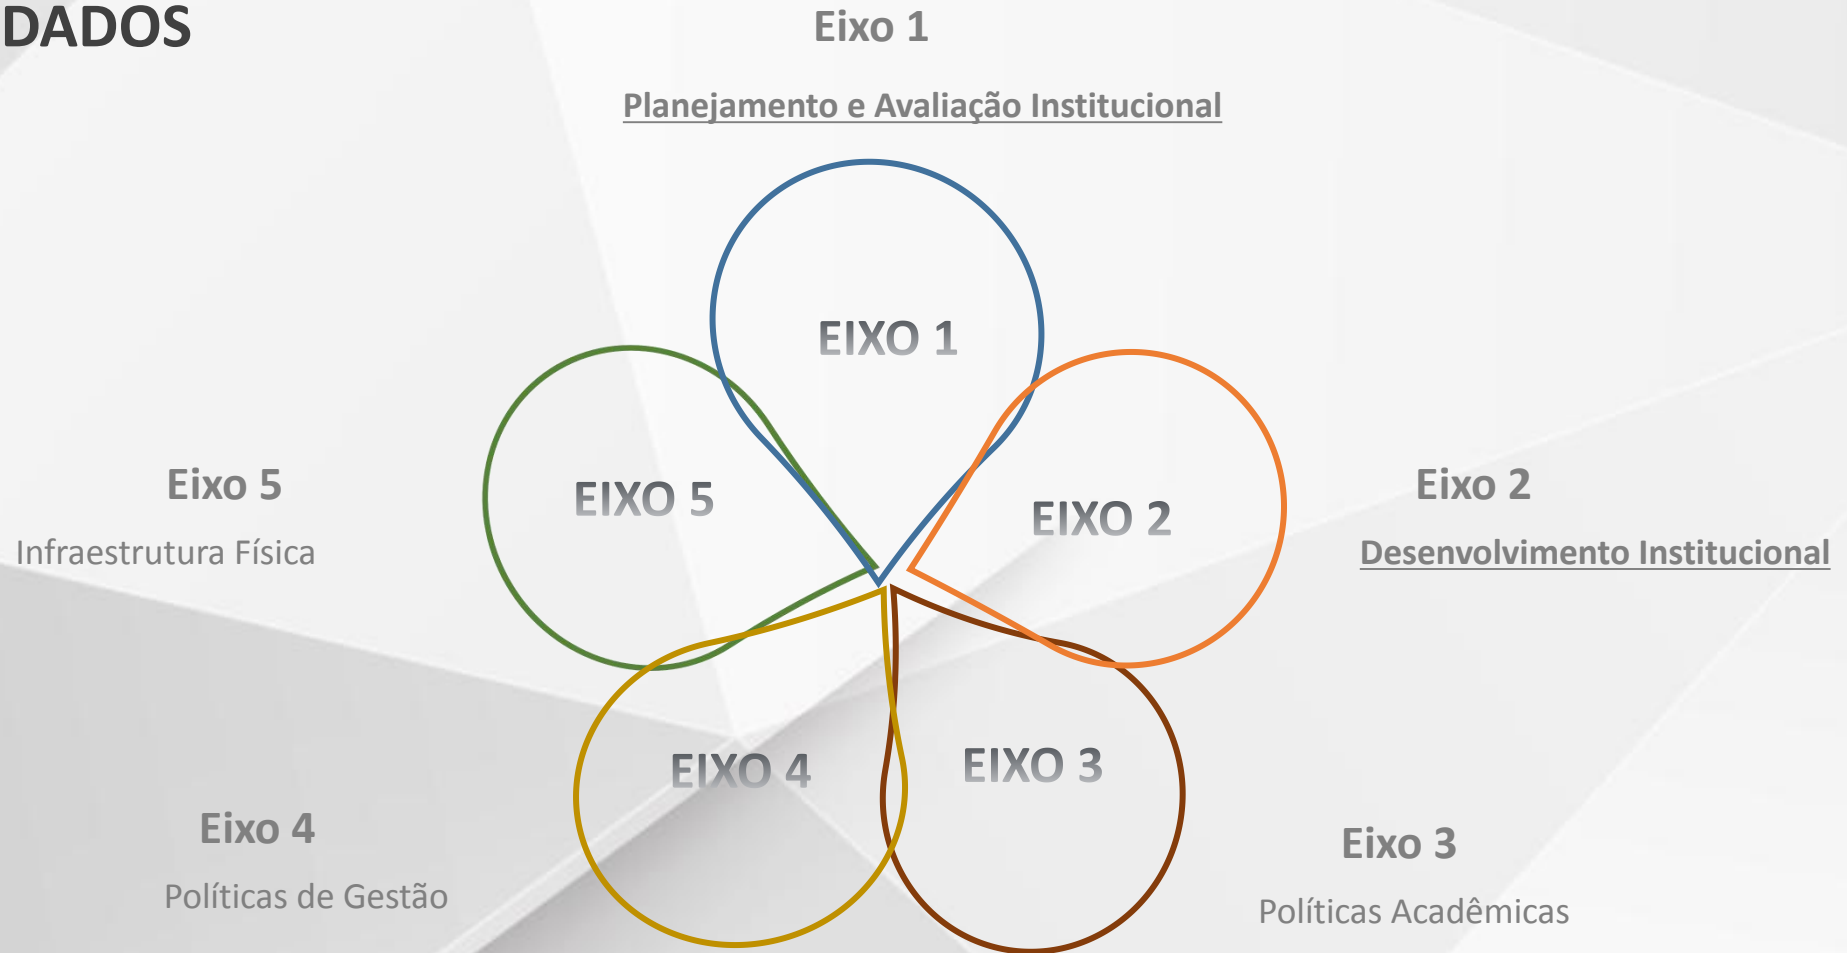 DADOS
Eixo 1
Planejamento e Avaliação Institucional
EIXO 1
Eixo 5
Infraestrutura Física
EIXO 5
EIXO 2
Eixo 2
Desenvolvimento Institucional
EIXO 4
EIXO 3
Eixo 4
Políticas de Gestão
Eixo 3
Políticas Acadêmicas